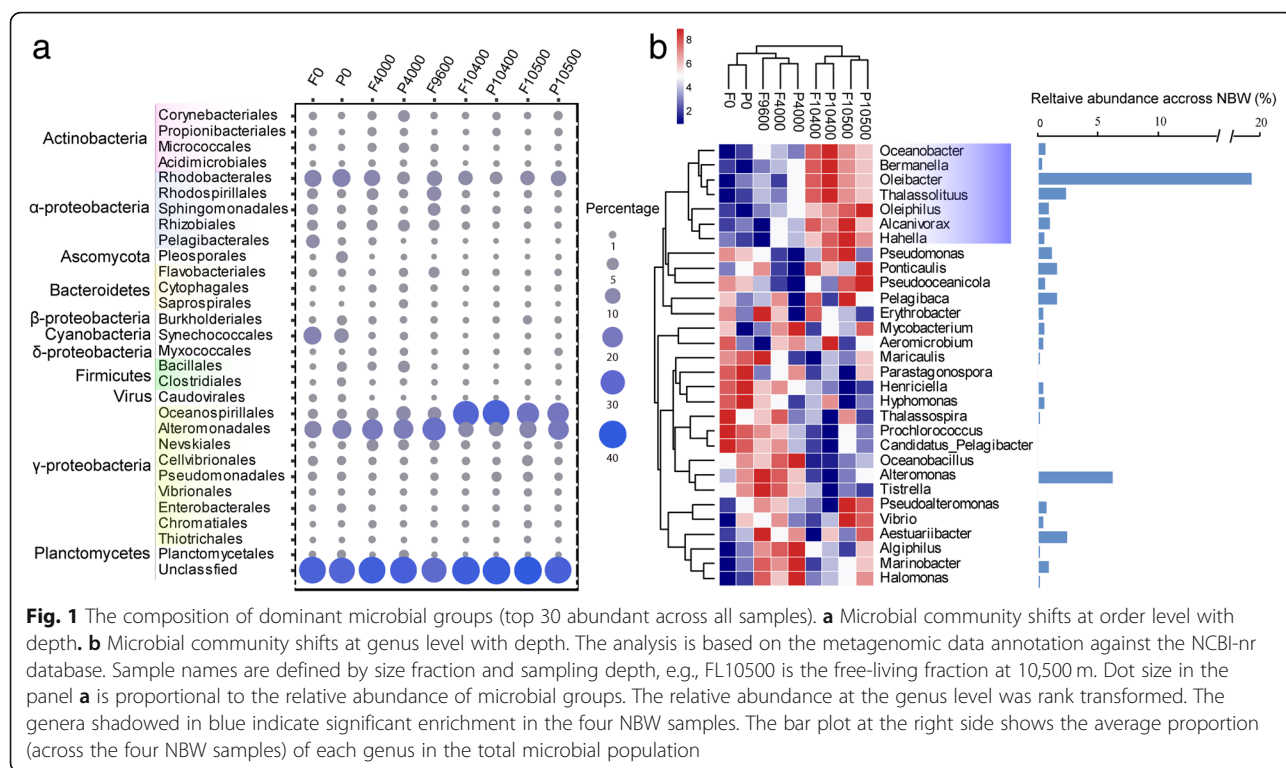 a
F0
P0
F4000
P4000
F9600
F10400
P10400
F10500
P10500
Actinobacteria
Corynebacteriales
Propionibacteriales
Micrococcales
Acidimicrobiales
α-proteobacteria
Rhodobacterales
Rhodospirillales
Sphingomonadales
Rhizobiales
Pelagibacterales
Ascomycota
Pleosporales
Bacteroidetes
Flavobacteriales
Cytophagales
Saprospirales
β-proteobacteria
Burkholderiales
Cyanobacteria
Synechococcales
δ-proteobacteria
Myxococcales
Firmicutes
Bacillales
Clostridiales
Virus
Caudovirales
γ-proteobacteria
Oceanospirillales
Alteromonadales
Nevskiales
Cellvibrionales
Pseudomonadales
Vibrionales
Enterobacterales
Chromatiales
Thiotrichales
Planctomycetes
Planctomycetales
Unclassfied
Percentage
1
5
10
20
30
40
b
8
6
4
2
F0
P0
F9600
F4000
P4000
F10400
P10400
F10500
P10500
Oceanobacter
Bermanella
Oleibacter
Thalassolituus
Oleiphilus
Alcanivorax
Hahella
Pseudomonas
Ponticaulis
Pseudooceanicola
Pelagibaca
Erythrobacter
Mycobacterium
Aeromicrobium
Maricaulis
Parastagonospora
Henriciella
Hyphomonas
Thalassospira
Prochlorococcus
Candidatus_Pelagibacter
Oceanobacillus
Alteromonas
Tistrella
Pseudoalteromonas
Vibrio
Aestuariibacter
Algiphilus
Marinobacter
Halomonas
Reltaive abundance accross NBW (%)
0 5 10 20
Fig. 1 The composition of dominant microbial groups (top 30 abundant across all samples). a Microbial community shifts at order level with
depth. b Microbial community shifts at genus level with depth. The analysis is based on the metagenomic data annotation against the NCBI-nr
database. Sample names are defined by size fraction and sampling depth, e.g., FL10500 is the free-living fraction at 10,500 m. Dot size in the
panel a is proportional to the relative abundance of microbial groups. The relative abundance at the genus level was rank transformed. The
genera shadowed in blue indicate significant enrichment in the four NBW samples. The bar plot at the right side shows the average proportion
(across the four NBW samples) of each genus in the total microbial population